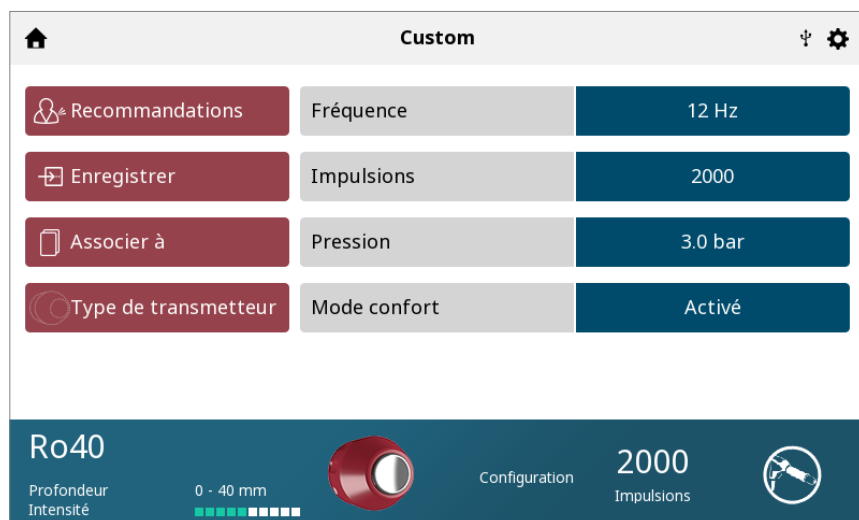 Custom
Recommandations
Fréquence
12 Hz
Enregistrer
Impulsions
2000
Associer à
Pression
3.0 bar
Type de transmetteur
Mode confort
Activé
Ro40
Profondeur
0 - 40 mm
Intensité
Configuration
2000
Impulsions